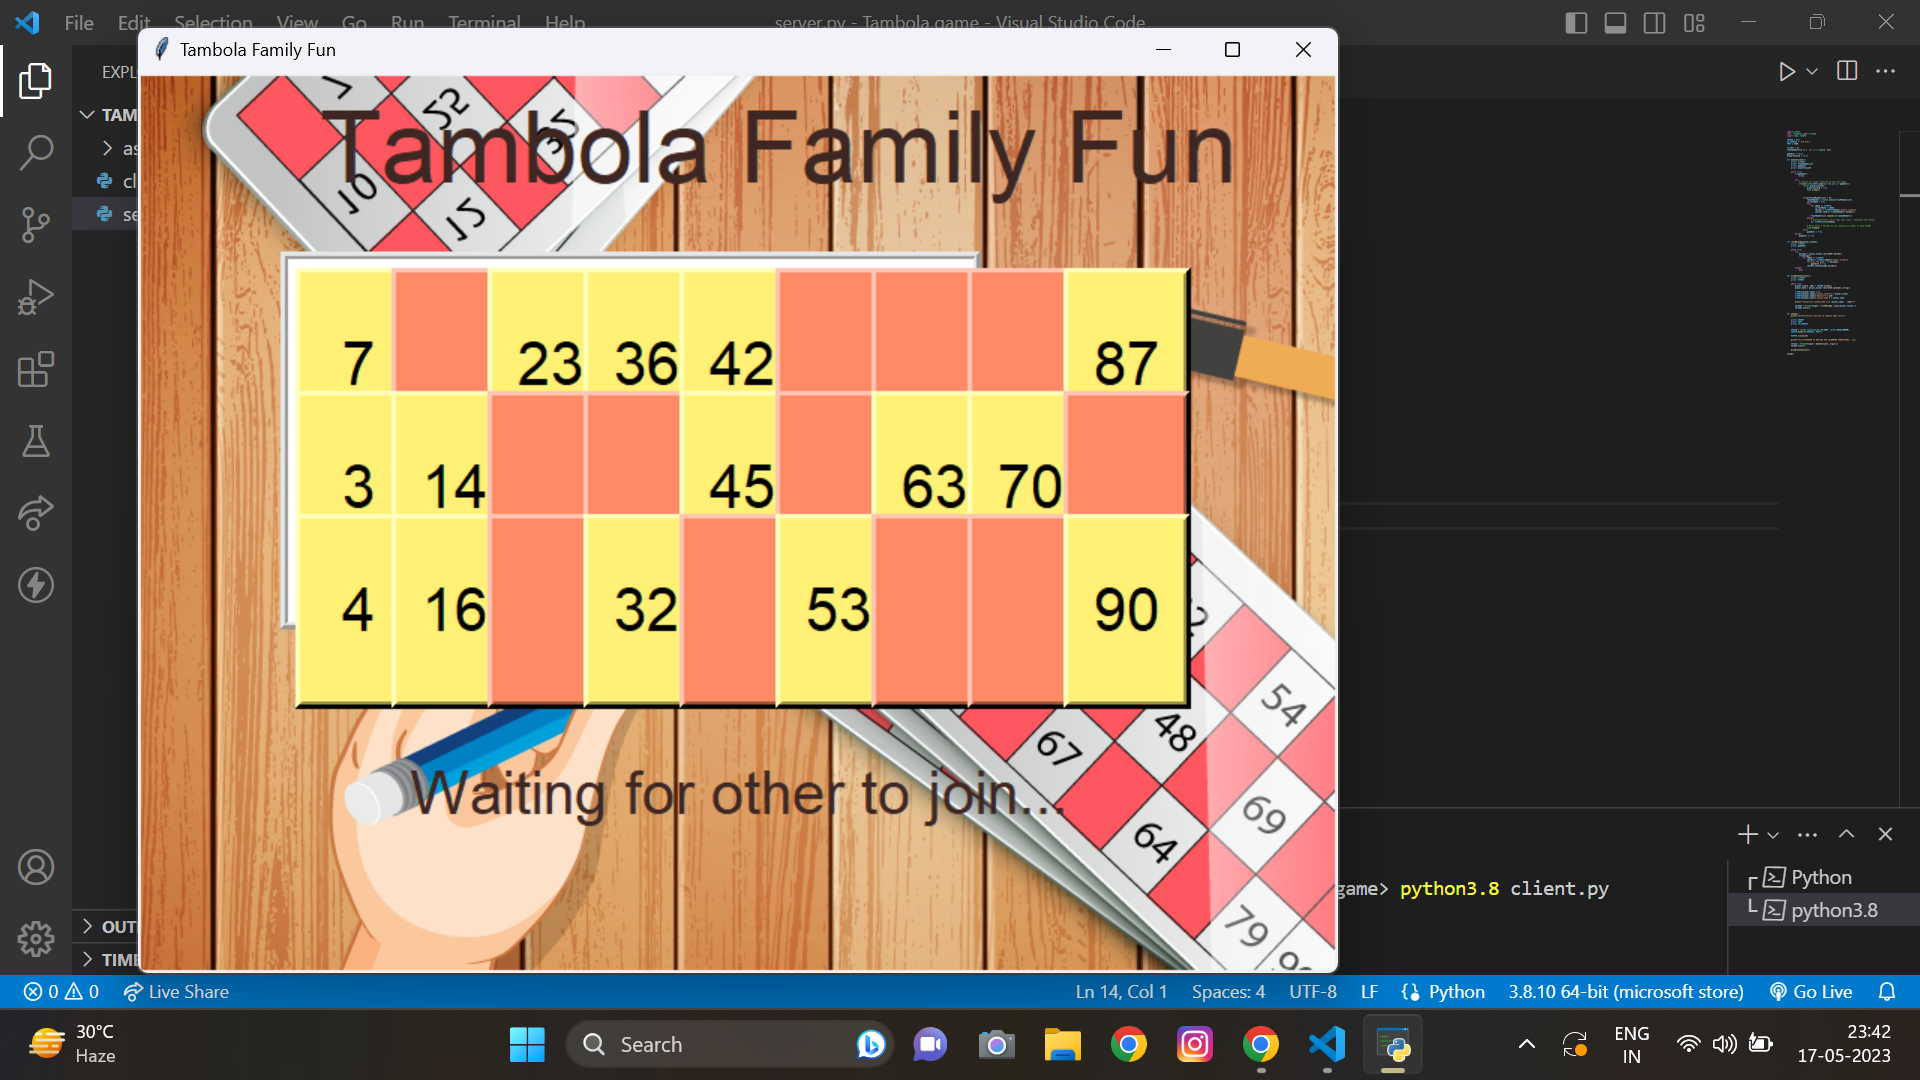 File Edit Selection View Go Run Terminal Help
server.py - Tambola game - Visual Studio Code
Tambola Family Fun
EXPL
TAM
as
cl
se
Tambola Family Fun
7 23 36 42 87
3 14 45 63 70
4 16 32 53 90
54
48
67
69
64
79
Waiting for other to join...
game> python3.8 client.py
Python
python3.8
OUT
TIME
0 0 Live Share
Ln 14, Col 1 Spaces: 4 UTF-8 LF Python 3.8.10 64-bit (microsoft store) Go Live
30°C
Haze
Search
ENG
IN
23:42
17-05-2023